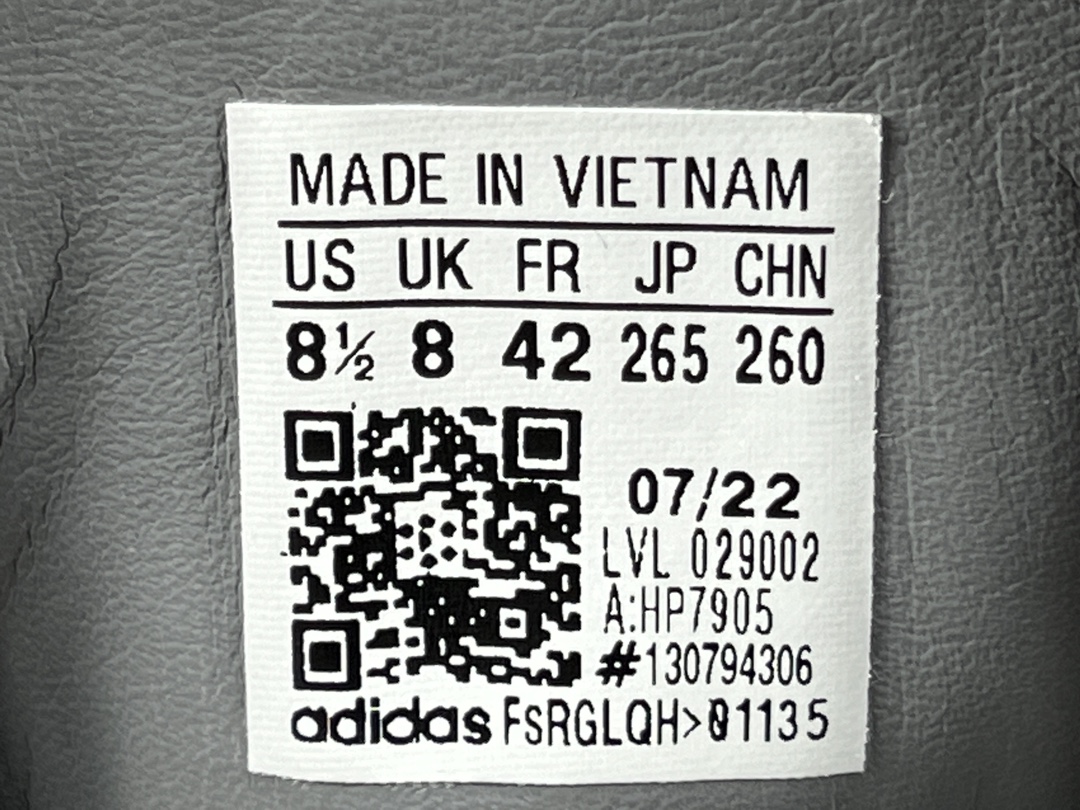 MADE IN VIETNAM
US UK FR JP CHN
8½ 8 42 265 260
07/22
LVL 029002
A:HP7905
#130794306
adidas FsRGLQH>01135